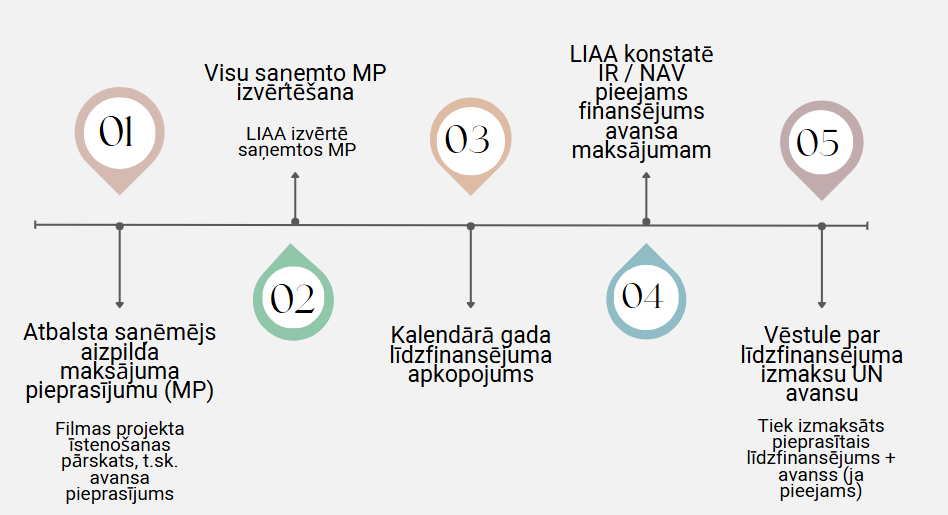 01
Atbalsta saņēmējs
aizpilda
maksājuma
pieprasījumu (MP)
Filmas projekta
īstenošanas
pārskats, t.sk.
avansa
pieprasījums
Visu saņemto MP
izvērtēšana
LIAA izvērtē
saņemtos MP
02
03
Kalendārā gada
līdzfinansējuma
apkopojums
LIAA konstatē
IR / NAV
pieejams
finansējums
avansa
maksājumam
04
05
Vēstule par
līdzfinansējuma
izmaksu UN
avansu
Tiek izmaksāts
pieprasītais
līdzfinansējums +
avanss (ja
pieejams)